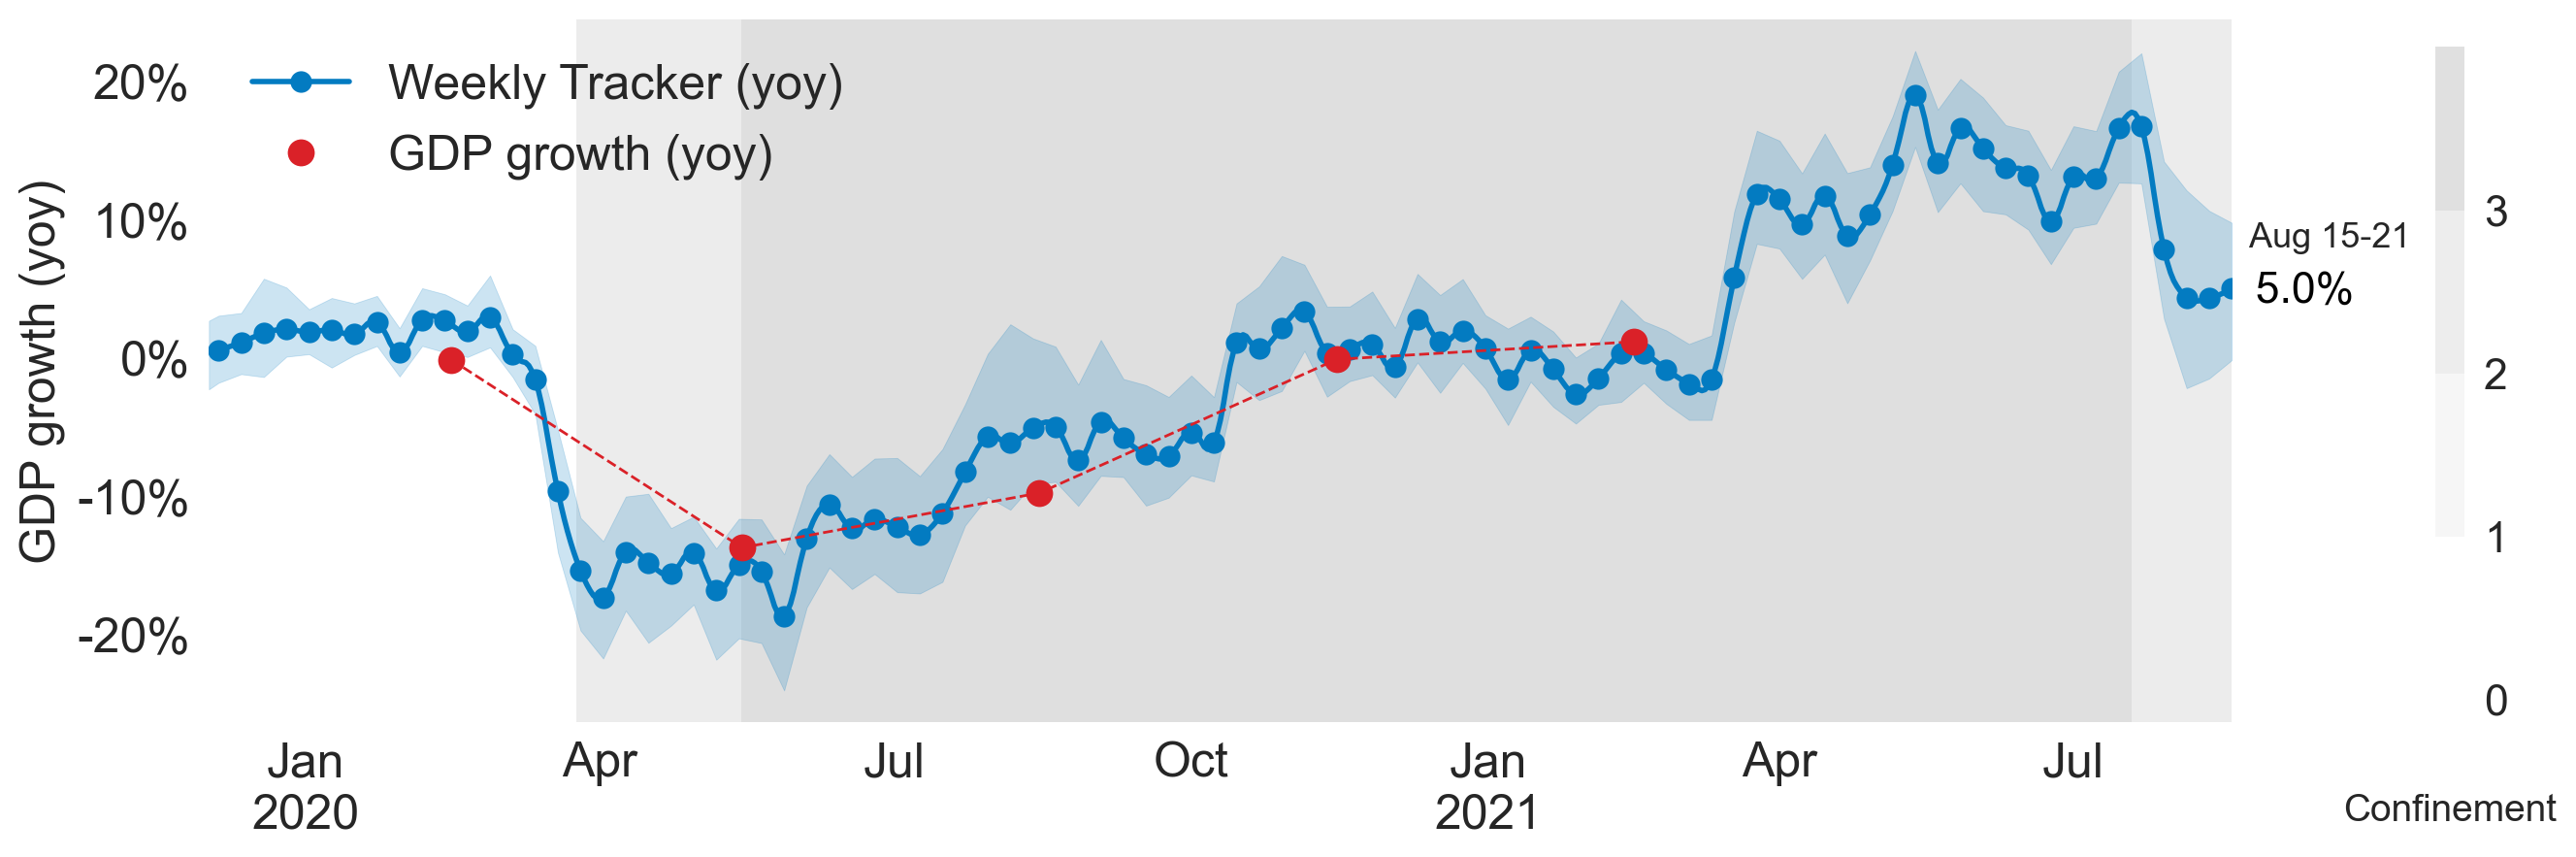 Weekly Tracker (yoy)
GDP growth (yoy)
GDP growth (yoy)
20%
10%
0%
-10%
-20%
Jan
2020
Apr
Jul
Oct
Jan
2021
Apr
Jul
Aug 15-21
5.0%
3
2
1
0
Confinement